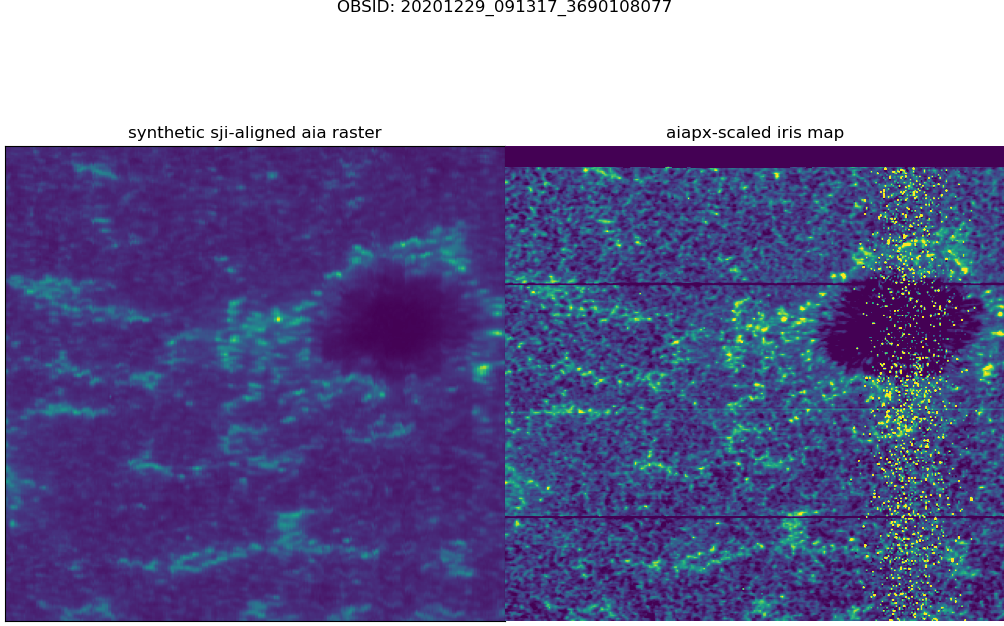 OBSID: 20201229_091317_3690108077
synthetic sji-aligned aia raster
aiapx-scaled iris map